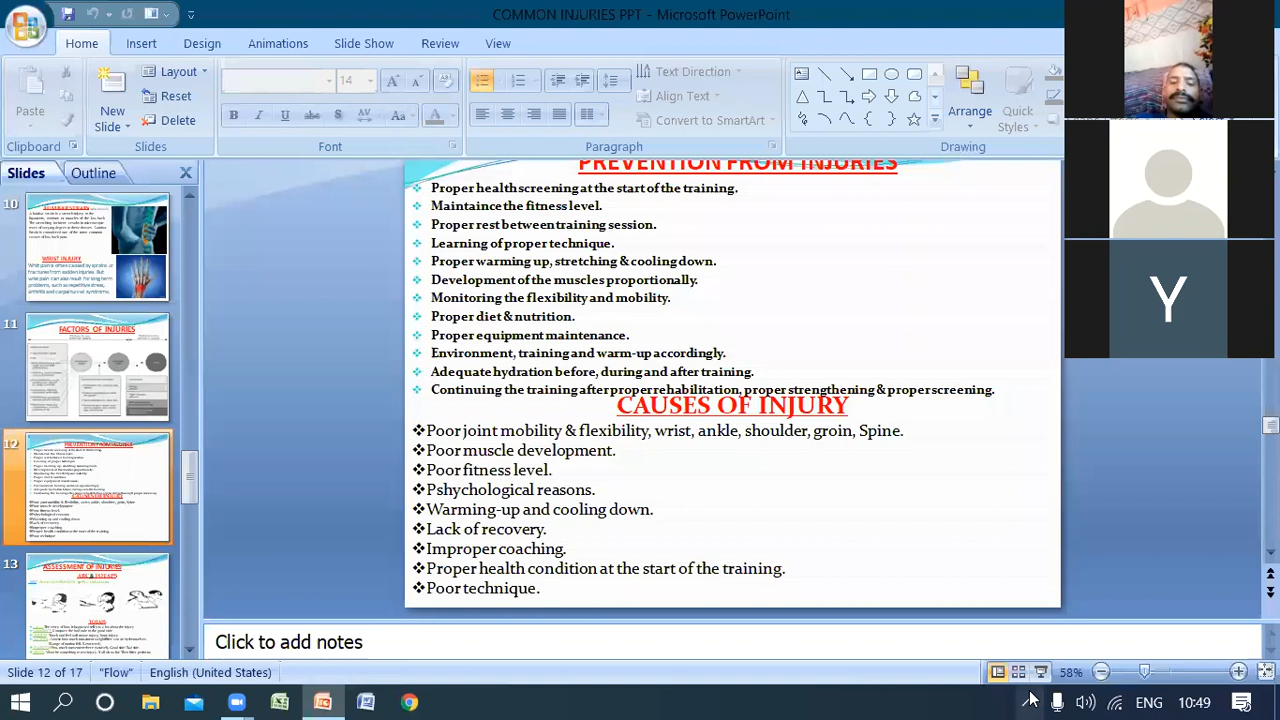 COMMON INJURIES PPT - Microsoft PowerPoint
Home Insert Design Slide Show Animations Review View
Layout
Reset
Delete
Paste
New
Slide
Clipboard Slides Font Paragraph Drawing
14
Text Direction
Align Text
Convert to SmartArt
Arrange
Quick
Styles
Slides Outline
10
WRIST INJURY
11
FACTORS OF INJURIES
12
13
ASSESSMENT OF INJURIES
PREVENTION FROM INJURIES
Proper health screening at the start of the training.
Maintaince the fitness level.
Proper rest between training session.
Learning of proper technique.
Proper warming up, stretching & cooling down.
Development of the muscles proportionally.
Monitoring the flexibility and mobility.
Proper diet & nutrition.
Proper equipment maintenance.
Environment training and warm-up accordingly.
Adequate hydration before, during and after training.
Continuing the training after proper rehabilitation, proper strengthening & proper screening.
CAUSES OF INJURY
❖Poor joint mobility & flexibility, wrist, ankle, shoulder, groin, Spine.
❖Poor muscle development.
❖Poor fitness level.
❖Psychological reasons.
❖Warming-up and cooling down.
❖Lack of recovery.
❖Improper coaching.
❖Proper health condition at the start of the training.
❖Poor technique.
Click to add notes
Slide 12 of 17 "Flow" English (United States) 58%
ENG 10:49
Y